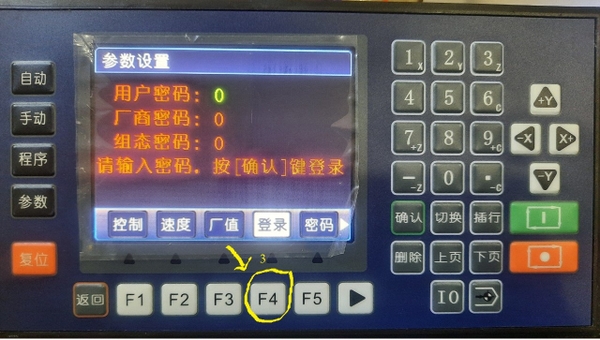 参数设置
用户密码：0
厂商密码：0
组态密码：0
请输入密码．按[确认]键登录
控制 速度 厂值 登录 密码
自动
手动
程序
参数
复位
1x 2Y 3z
4 5 6c
7+z 8 9+c
—-z 0 ·-c
+Y
-X X+
-Y
确认 切换 插行
删除 上页 下页
IO
3
返回 F1 F2 F3 F4 F5